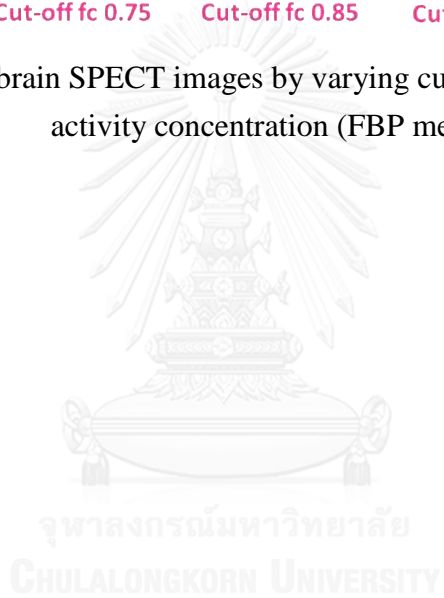 Cut-off fc 0.75 Cut-off fc 0.85 Cu
brain SPECT images by varying cu
activity concentration (FBP me
จุฬาลงกรณ์มหาวิทยาลัย
CHULALONGKORN UNIVERSITY